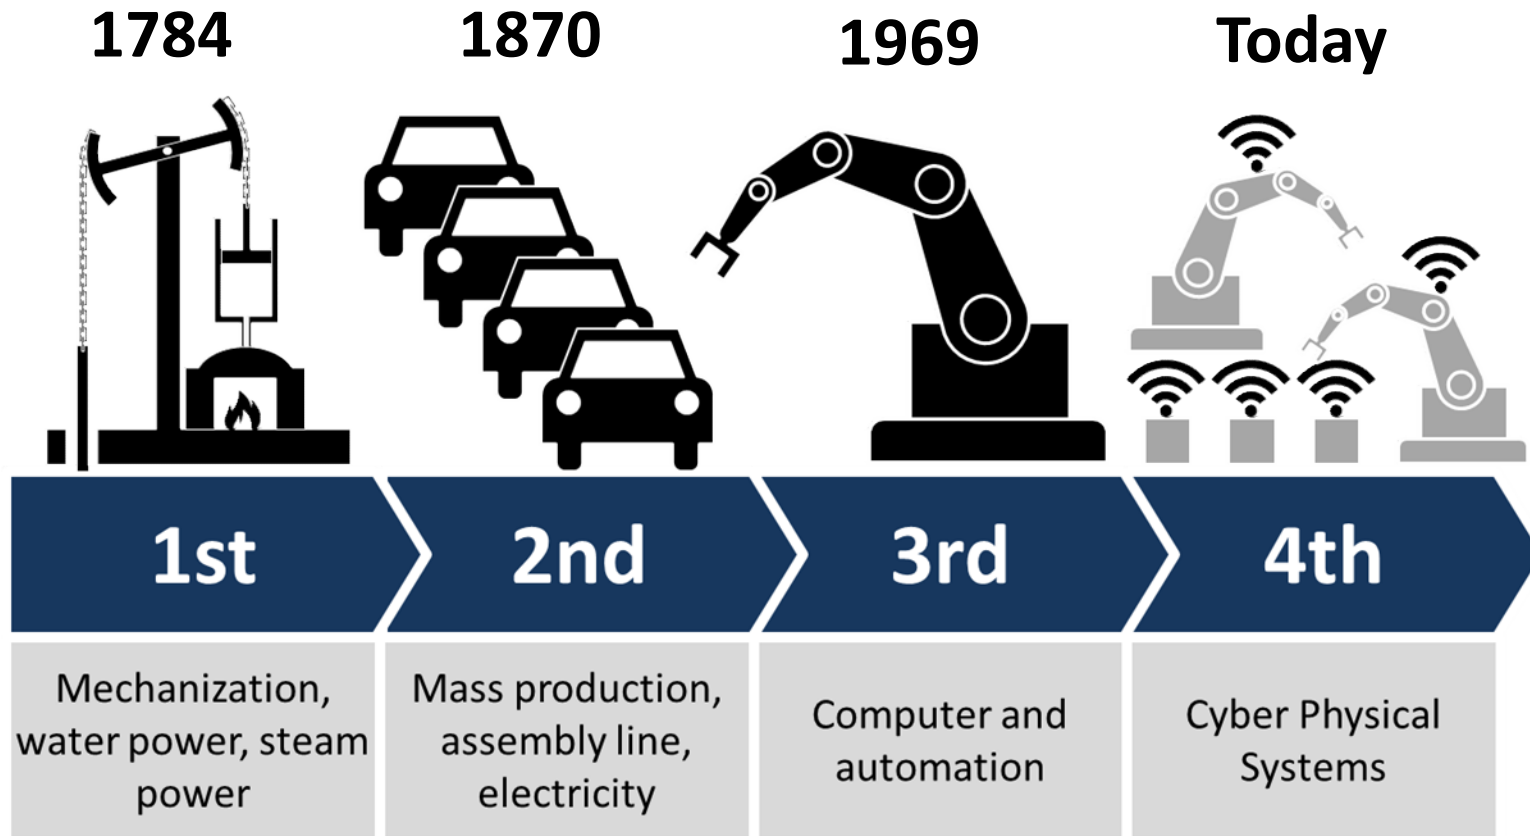 1784
1870
1969
Today
1st
2nd
3rd
4th
Mechanization,
water power, steam
power
Mass production,
assembly line,
electricity
Computer and
automation
Cyber Physical
Systems